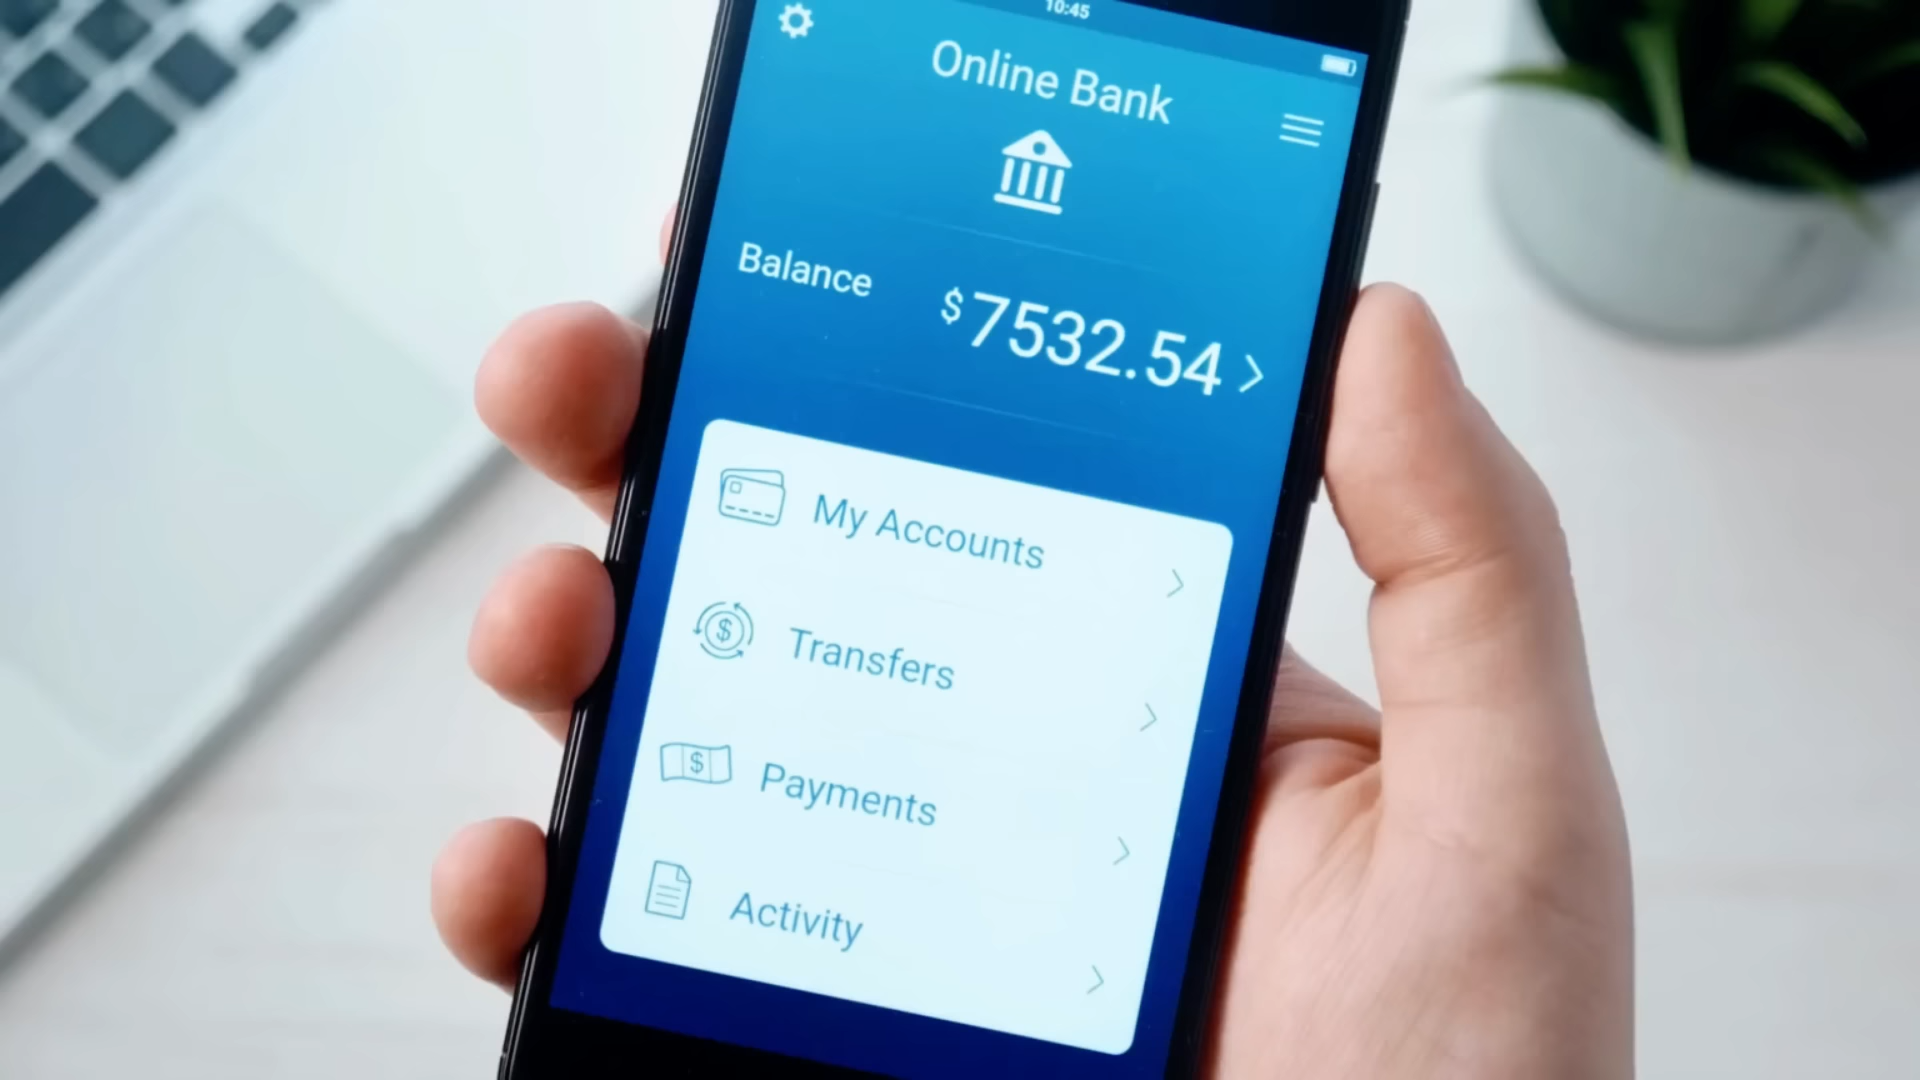 10:45
Online Bank
Balance
$7532.54
My Accounts
Transfers
Payments
Activity